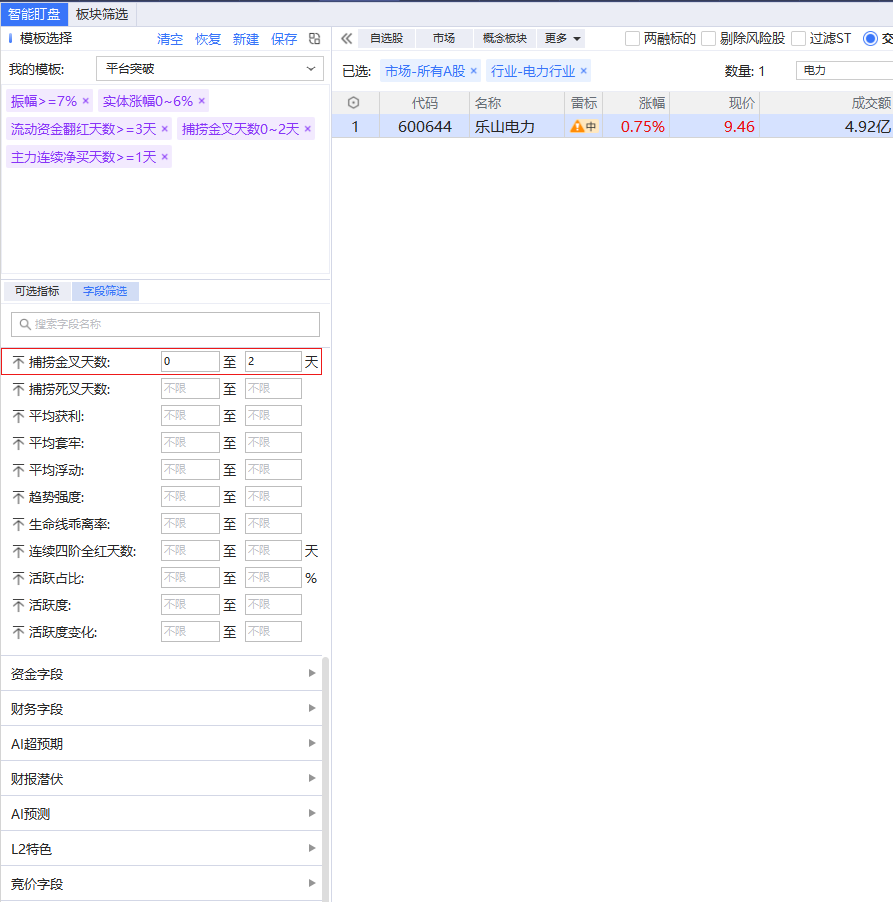 智能盯盘 板块筛选
模板选择 清空 恢复 新建 保存
我的模板: 平台突破
振幅>=7% × 实体涨幅0~6% ×
流动资金翻红天数>=3天 × 捕捞金叉天数0~2天 ×
主力连续净买天数>=1天 ×
可选指标 字段筛选
搜索字段名称
捕捞金叉天数: 0 至 2 天
捕捞死叉天数: 不限 至 不限
平均获利: 不限 至 不限
平均套牢: 不限 至 不限
平均浮动: 不限 至 不限
趋势强度: 不限 至 不限
生命线乖离率: 不限 至 不限
连续四阶全红天数: 不限 至 不限 天
活跃占比: 不限 至 不限 %
活跃度: 不限 至 不限
活跃度变化: 不限 至 不限
资金字段
财务字段
AI超预期
财报潜伏
AI预测
L2特色
竞价字段
自选股 市场 概念板块 更多 两融标的 剔除风险股 过滤ST 交
已选: 市场-所有A股 × 行业-电力行业 × 数量: 1 电力
代码 名称 雷标 涨幅 现价 成交额
1 600644 乐山电力 中 0.75% 9.46 4.92亿